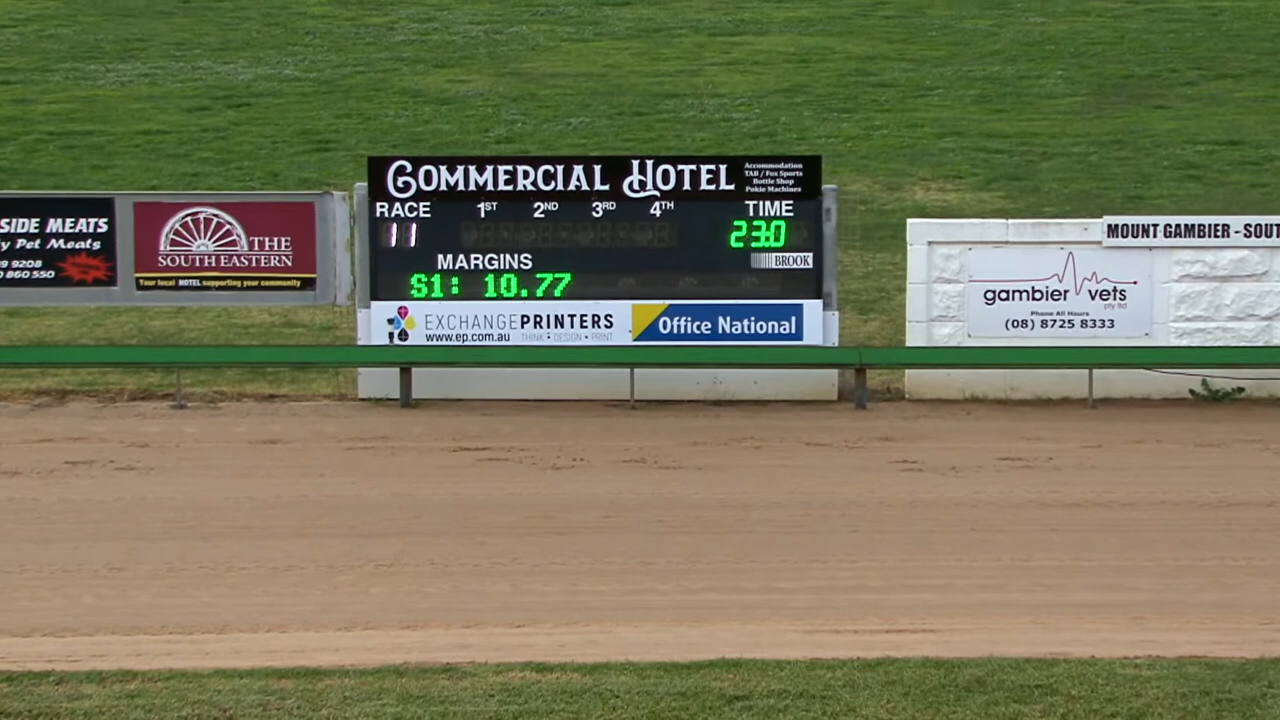 SIDE MEATS
y Pet Meats
9 9208
0 860 550
THE
SOUTH EASTERN
Your local HOTEL supporting your community
COMMERCIAL HOTEL
Accommodation
TAB / Fox Sports
Bottle Shop
Pokie Machines
RACE 1ST 2ND 3RD 4TH TIME
11 23.0
MARGINS
BROOK
S1: 10.77
EXCHANGEPRINTERS
www.ep.com.au THINK • DESIGN • PRINT
Office National
MOUNT GAMBIER - SOUT
gambier vets
pty ltd
Phone All Hours
(08) 8725 8333